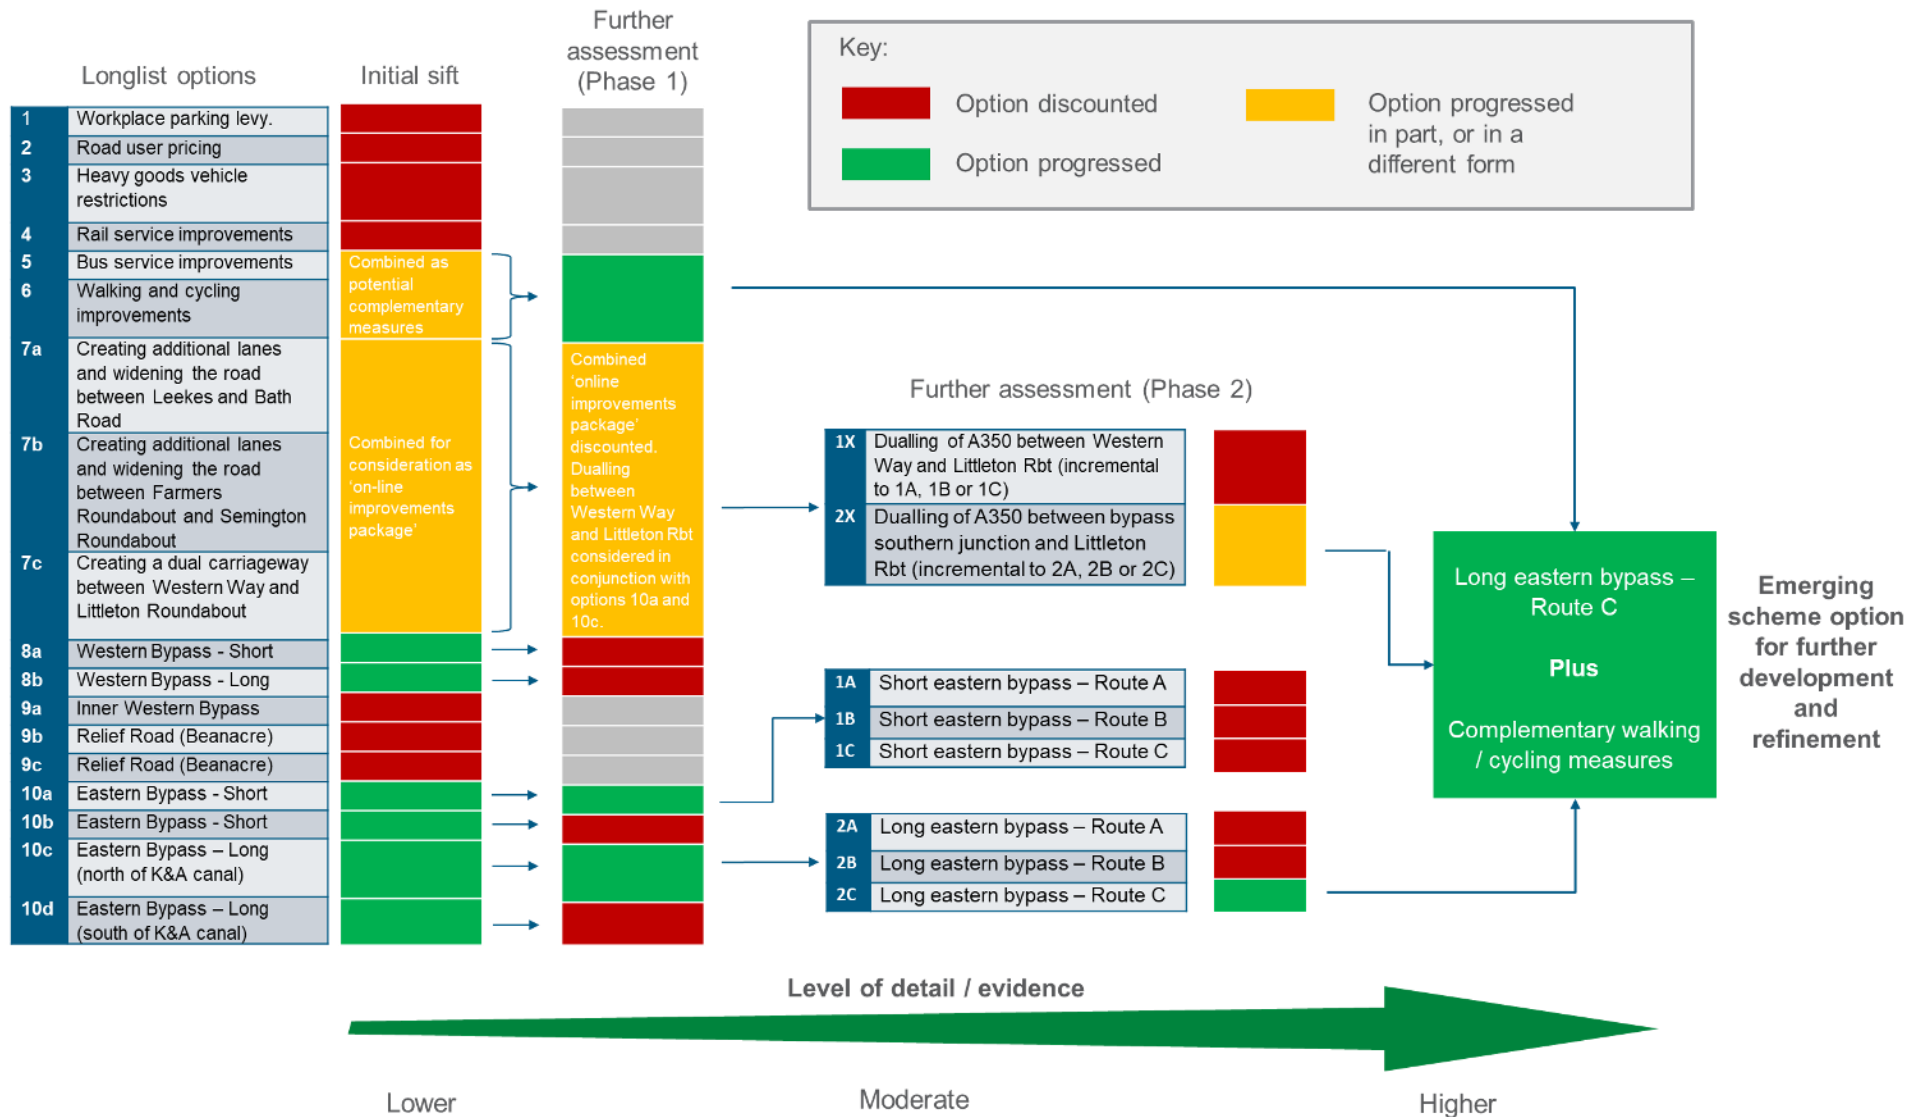 Further
assessment
(Phase 1)
Longlist options
Initial sift
Key:
Option discounted
Option progressed
Option progressed
in part, or in a
different form
1 Workplace parking levy.
2 Road user pricing
3 Heavy goods vehicle
restrictions
4 Rail service improvements
5 Bus service improvements
6 Walking and cycling
improvements
7a Creating additional lanes
and widening the road
between Leekes and Bath
Road
7b Creating additional lanes
and widening the road
between Farmers
Roundabout and Semington
Roundabout
7c Creating a dual carriageway
between Western Way and
Littleton Roundabout
8a Western Bypass - Short
8b Western Bypass - Long
9a Inner Western Bypass
9b Relief Road (Beanacre)
9c Relief Road (Beanacre)
10a Eastern Bypass - Short
10b Eastern Bypass - Short
10c Eastern Bypass – Long
(north of K&A canal)
10d Eastern Bypass – Long
(south of K&A canal)
Combined as
potential
complementary
measures
Combined for
consideration as
‘on-line
improvements
package’
Combined
‘online
improvements
package’
discounted.
Dualling
between
Western Way
and Littleton Rbt
considered in
conjunction with
options 10a and
10c.
Further assessment (Phase 2)
1X Dualling of A350 between Western
Way and Littleton Rbt (incremental
to 1A, 1B or 1C)
2X Dualling of A350 between bypass
southern junction and Littleton
Rbt (incremental to 2A, 2B or 2C)
1A Short eastern bypass – Route A
1B Short eastern bypass – Route B
1C Short eastern bypass – Route C
2A Long eastern bypass – Route A
2B Long eastern bypass – Route B
2C Long eastern bypass – Route C
Long eastern bypass –
Route C
Plus
Complementary walking
/ cycling measures
Emerging
scheme option
for further
development
and
refinement
Level of detail / evidence
Lower
Moderate
Higher